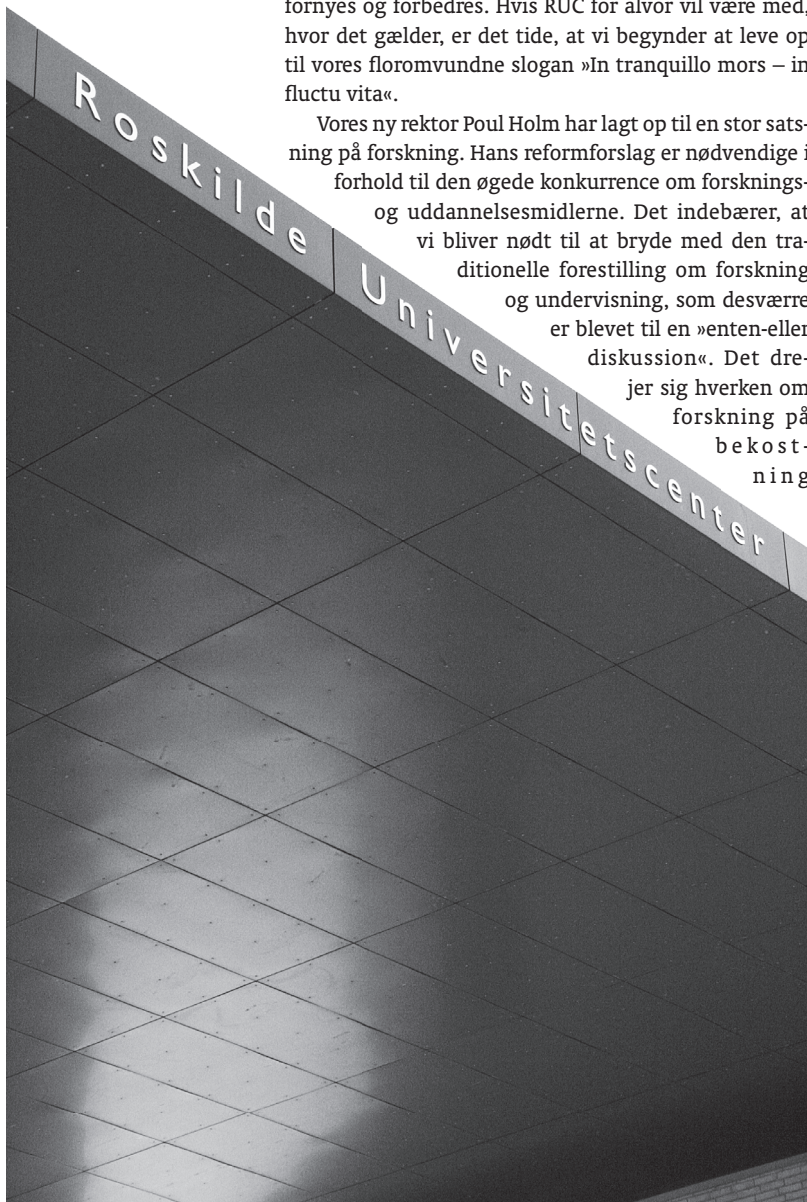 fornyes og forbedres. Hvis RUC for alvor vil være med,
hvor det gælder, er det tide, at vi begynder at leve op
til vores floromvundne slogan »In tranquillo mors – in
fluctu vita«.
Vores ny rektor Poul Holm har lagt op til en stor sats-
ning på forskning. Hans reformforslag er nødvendige i
forhold til den øgede konkurrence om forsknings-
og uddannelsesmidlerne. Det indebærer, at
vi bliver nødt til at bryde med den tra-
ditionelle forestilling om forskning
og undervisning, som desværre
er blevet til en »enten-eller
diskussion«. Det dre-
jer sig hverken om
forskning på
bekost-
ning
Roskilde Universitetscenter